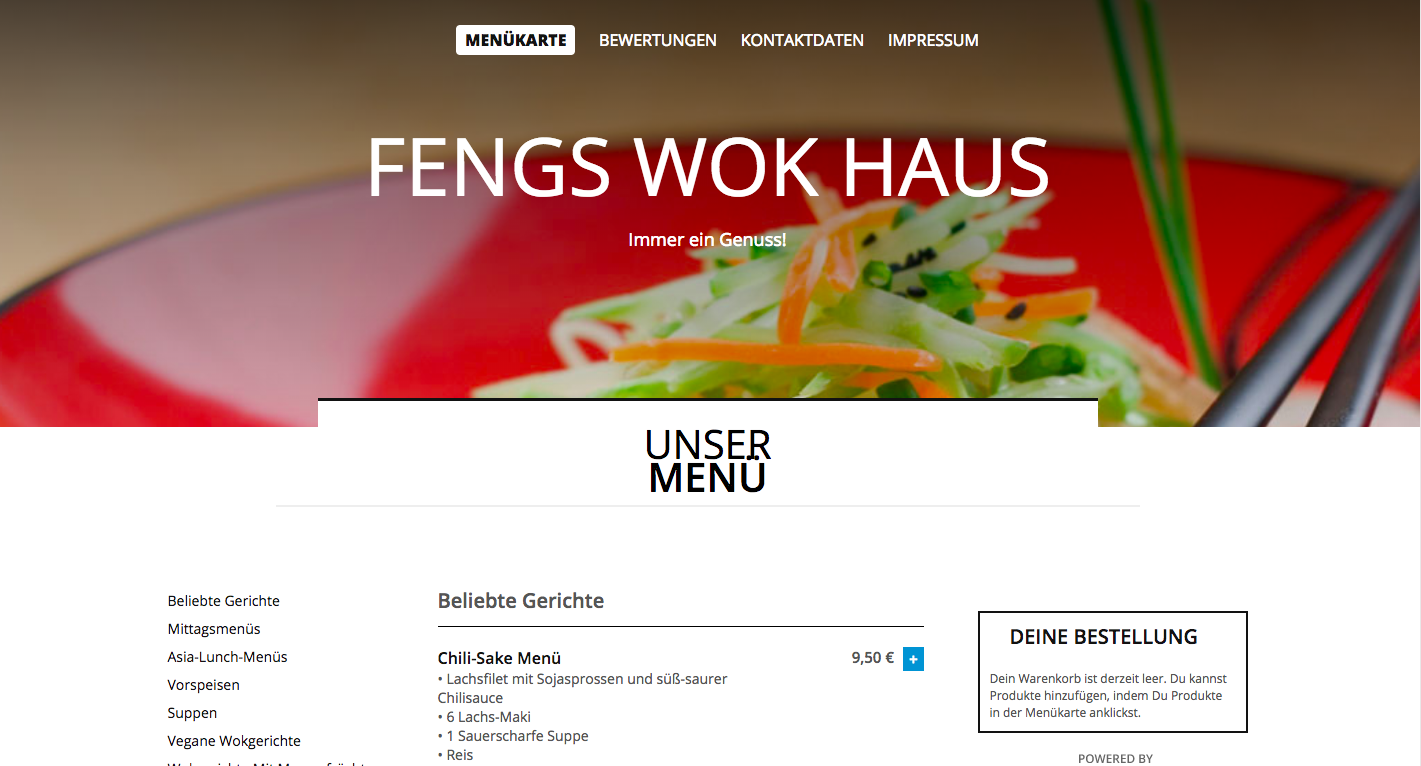 MENÜKARTE BEWERTUNGEN KONTAKTDATEN IMPRESSUM
FENGS WOK HAUS
Immer ein Genuss!
UNSER
MENÜ
Beliebte Gerichte
Mittagsmenüs
Asia-Lunch-Menüs
Vorspeisen
Suppen
Vegane Wokgerichte
Beliebte Gerichte
Chili-Sake Menü 9,50 € +
• Lachsfilet mit Sojasprossen und süß-saurer
Chilisauce
• 6 Lachs-Maki
• 1 Sauerscharfe Suppe
• Reis
DEINE BESTELLUNG
Dein Warenkorb ist derzeit leer. Du kannst
Produkte hinzufügen, indem Du Produkte
in der Menükarte anklickst.
POWERED BY